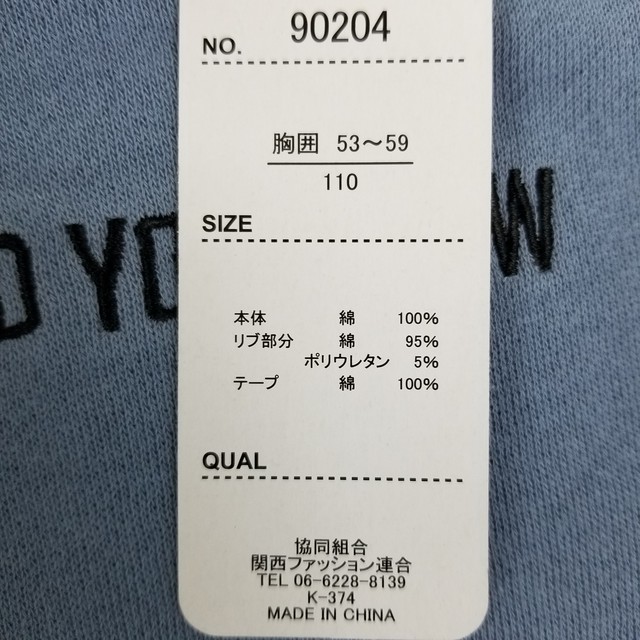 NO. 90204
胸囲 53～59
110
SIZE
本体 綿 100%
リブ部分 綿 95%
ポリウレタン 5%
テープ 綿 100%
QUAL
協同組合
関西ファッション連合
TEL 06-6228-8139
K-374
MADE IN CHINA